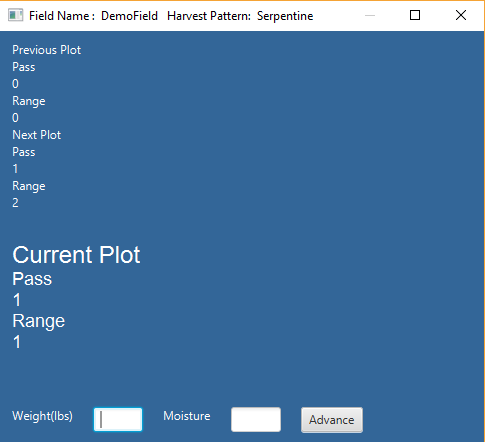 Field Name :  DemoField   Harvest Pattern:  Serpentine
Previous Plot
Pass
0
Range
0
Next Plot
Pass
1
Range
2
Current Plot
Pass
1
Range
1
Weight(lbs) Moisture Advance